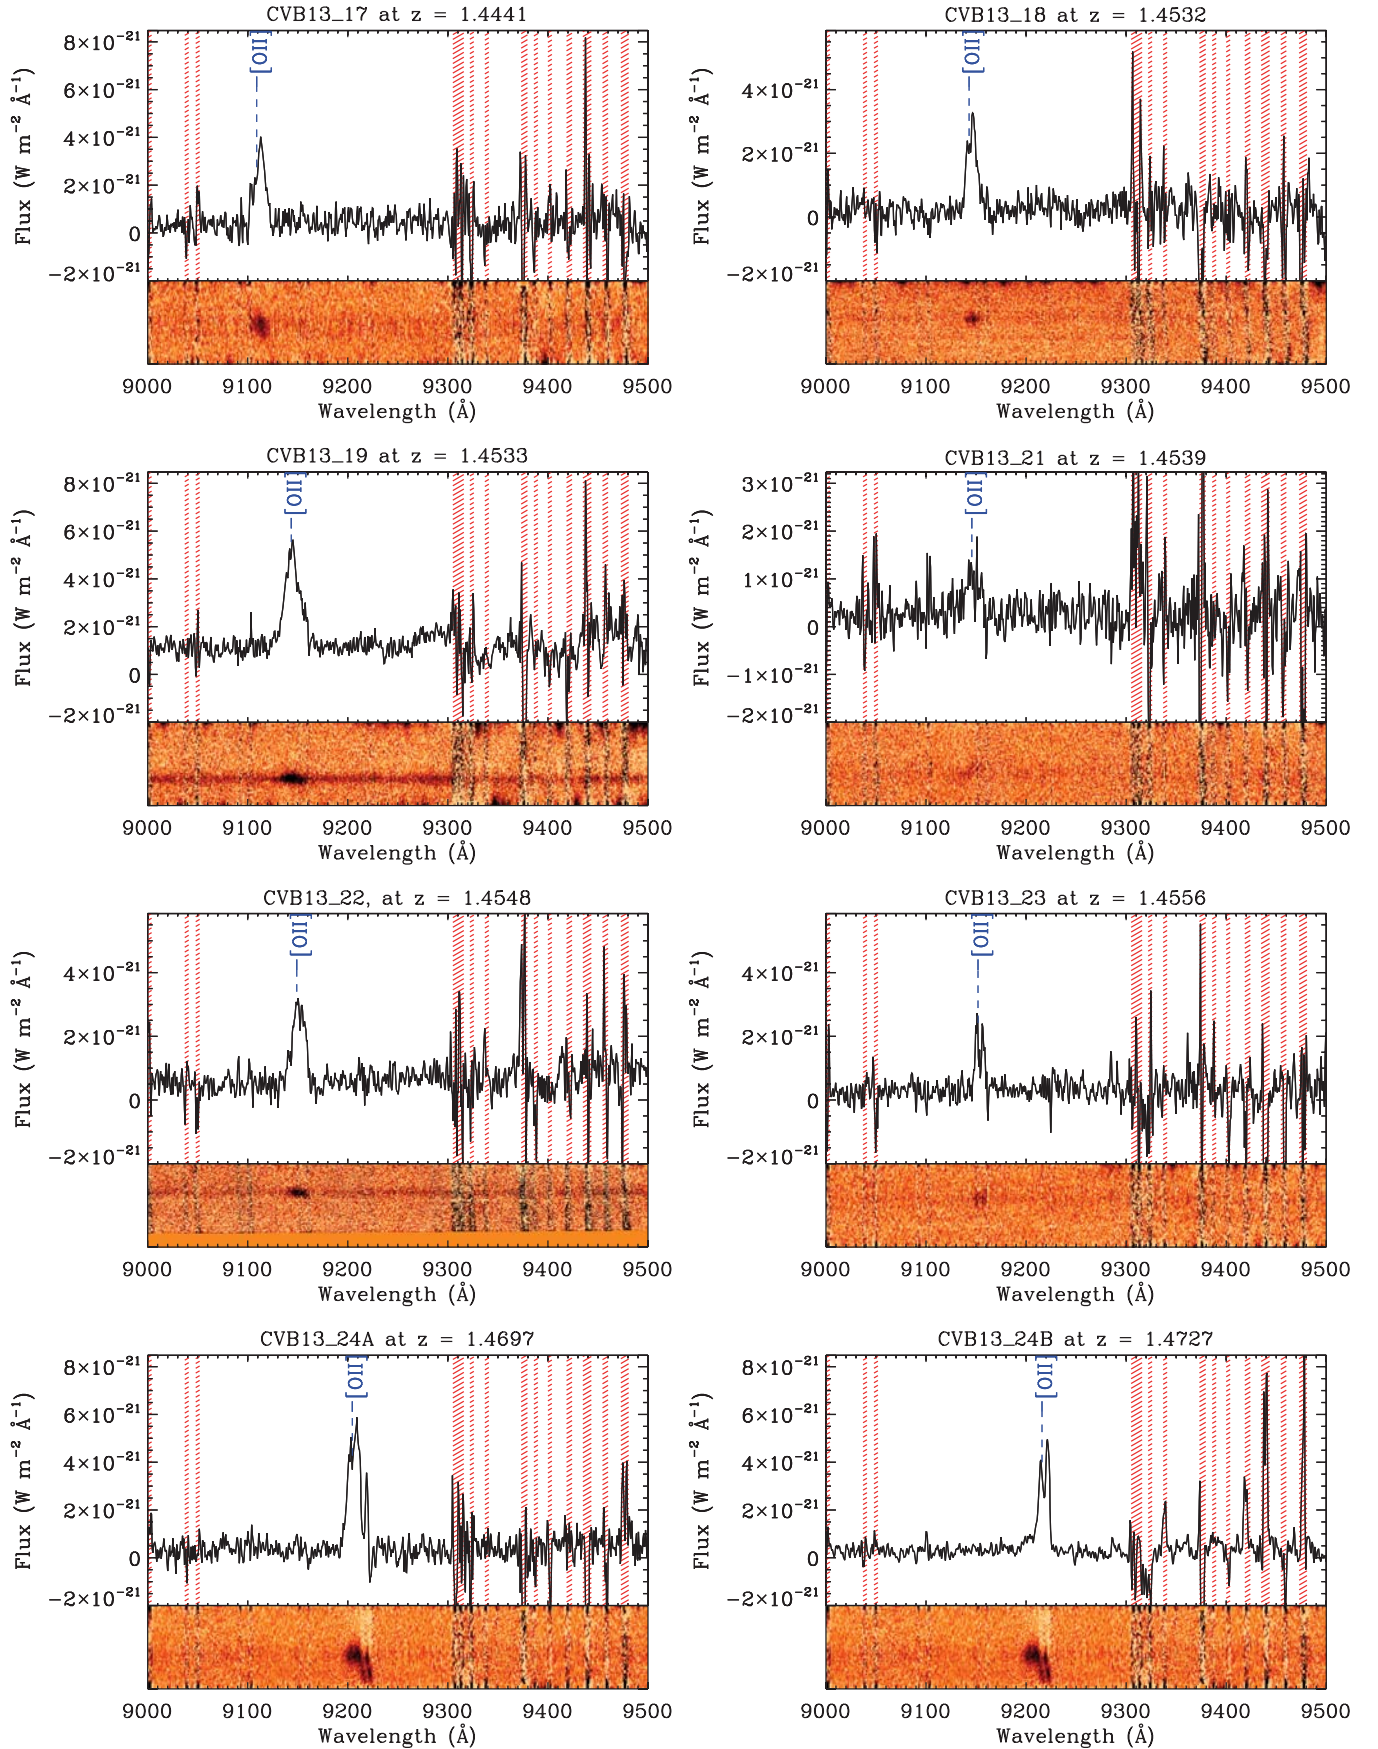 CVB13_17 at z = 1.4441
8×10⁻²¹
6×10⁻²¹
4×10⁻²¹
2×10⁻²¹
0
−2×10⁻²¹
Flux (W m⁻² Å⁻¹)
[OII]
9000 9100 9200 9300 9400 9500
Wavelength (Å)
CVB13_18 at z = 1.4532
4×10⁻²¹
2×10⁻²¹
0
−2×10⁻²¹
Flux (W m⁻² Å⁻¹)
[OII]
9000 9100 9200 9300 9400 9500
Wavelength (Å)
CVB13_19 at z = 1.4533
8×10⁻²¹
6×10⁻²¹
4×10⁻²¹
2×10⁻²¹
0
−2×10⁻²¹
Flux (W m⁻² Å⁻¹)
[OII]
9000 9100 9200 9300 9400 9500
Wavelength (Å)
CVB13_21 at z = 1.4539
3×10⁻²¹
2×10⁻²¹
1×10⁻²¹
0
−1×10⁻²¹
−2×10⁻²¹
Flux (W m⁻² Å⁻¹)
[OII]
9000 9100 9200 9300 9400 9500
Wavelength (Å)
CVB13_22, at z = 1.4548
4×10⁻²¹
2×10⁻²¹
0
−2×10⁻²¹
Flux (W m⁻² Å⁻¹)
[OII]
9000 9100 9200 9300 9400 9500
Wavelength (Å)
CVB13_23 at z = 1.4556
4×10⁻²¹
2×10⁻²¹
0
−2×10⁻²¹
Flux (W m⁻² Å⁻¹)
[OII]
9000 9100 9200 9300 9400 9500
Wavelength (Å)
CVB13_24A at z = 1.4697
8×10⁻²¹
6×10⁻²¹
4×10⁻²¹
2×10⁻²¹
0
−2×10⁻²¹
Flux (W m⁻² Å⁻¹)
[OII]
9000 9100 9200 9300 9400 9500
Wavelength (Å)
CVB13_24B at z = 1.4727
8×10⁻²¹
6×10⁻²¹
4×10⁻²¹
2×10⁻²¹
0
−2×10⁻²¹
Flux (W m⁻² Å⁻¹)
[OII]
9000 9100 9200 9300 9400 9500
Wavelength (Å)